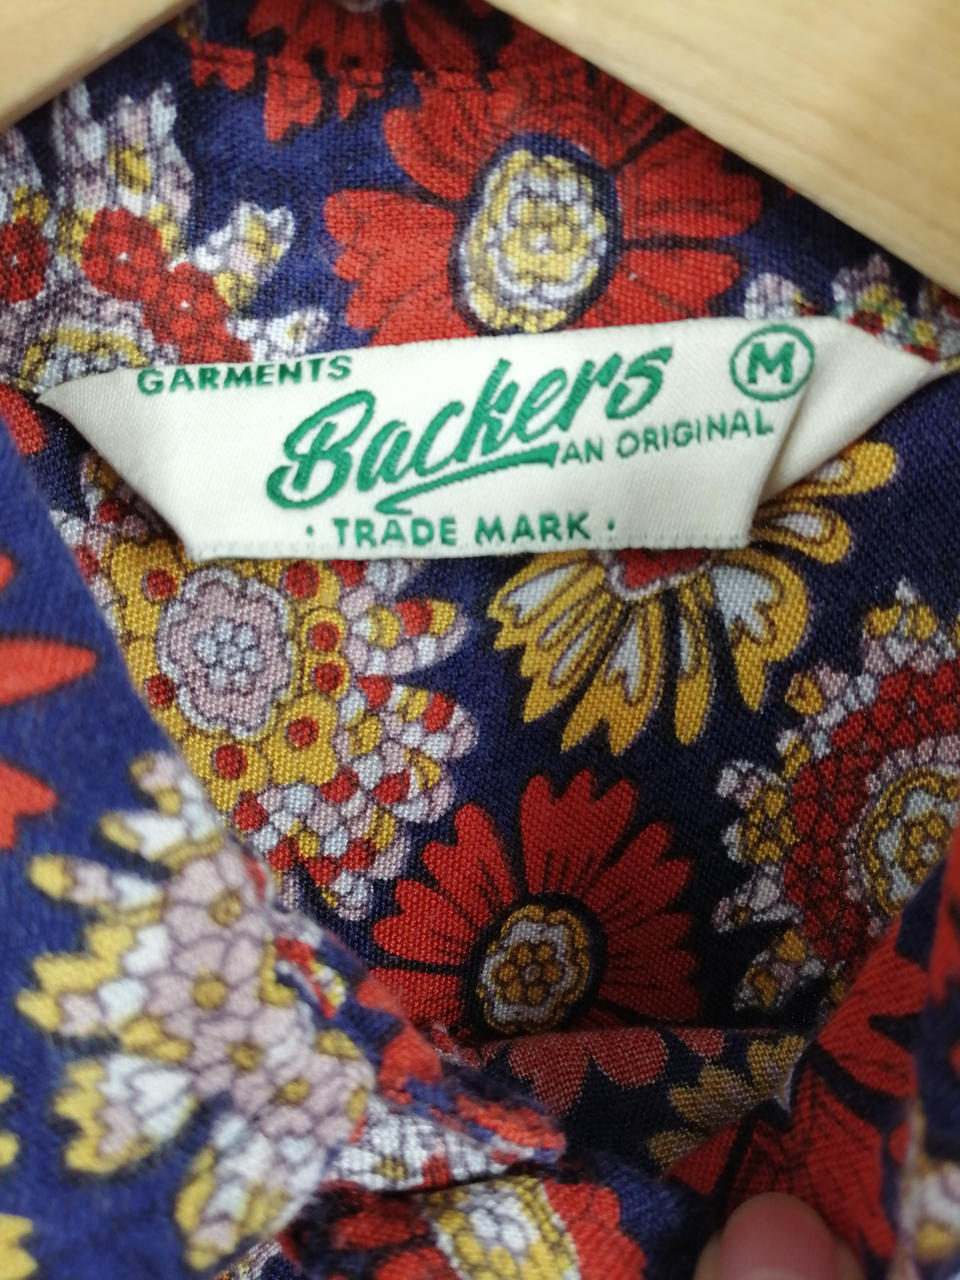 GARMENTS
Backers
M
AN ORIGINAL
· TRADE MARK ·